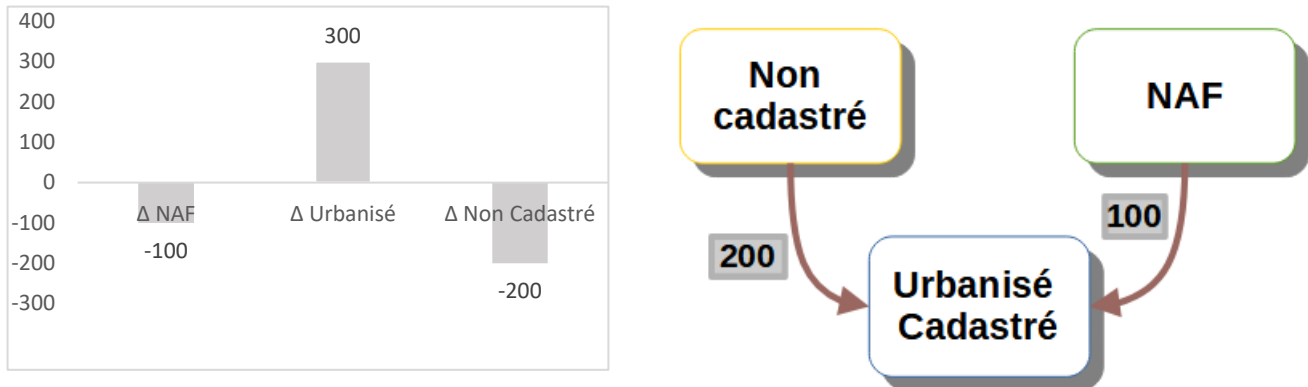 400
300
200
100
0
-100
-200
-300
300
Δ NAF
Δ Urbanisé
Δ Non Cadastré
-100
-200
Non
cadastré
NAF
200
100
Urbanisé
Cadastré